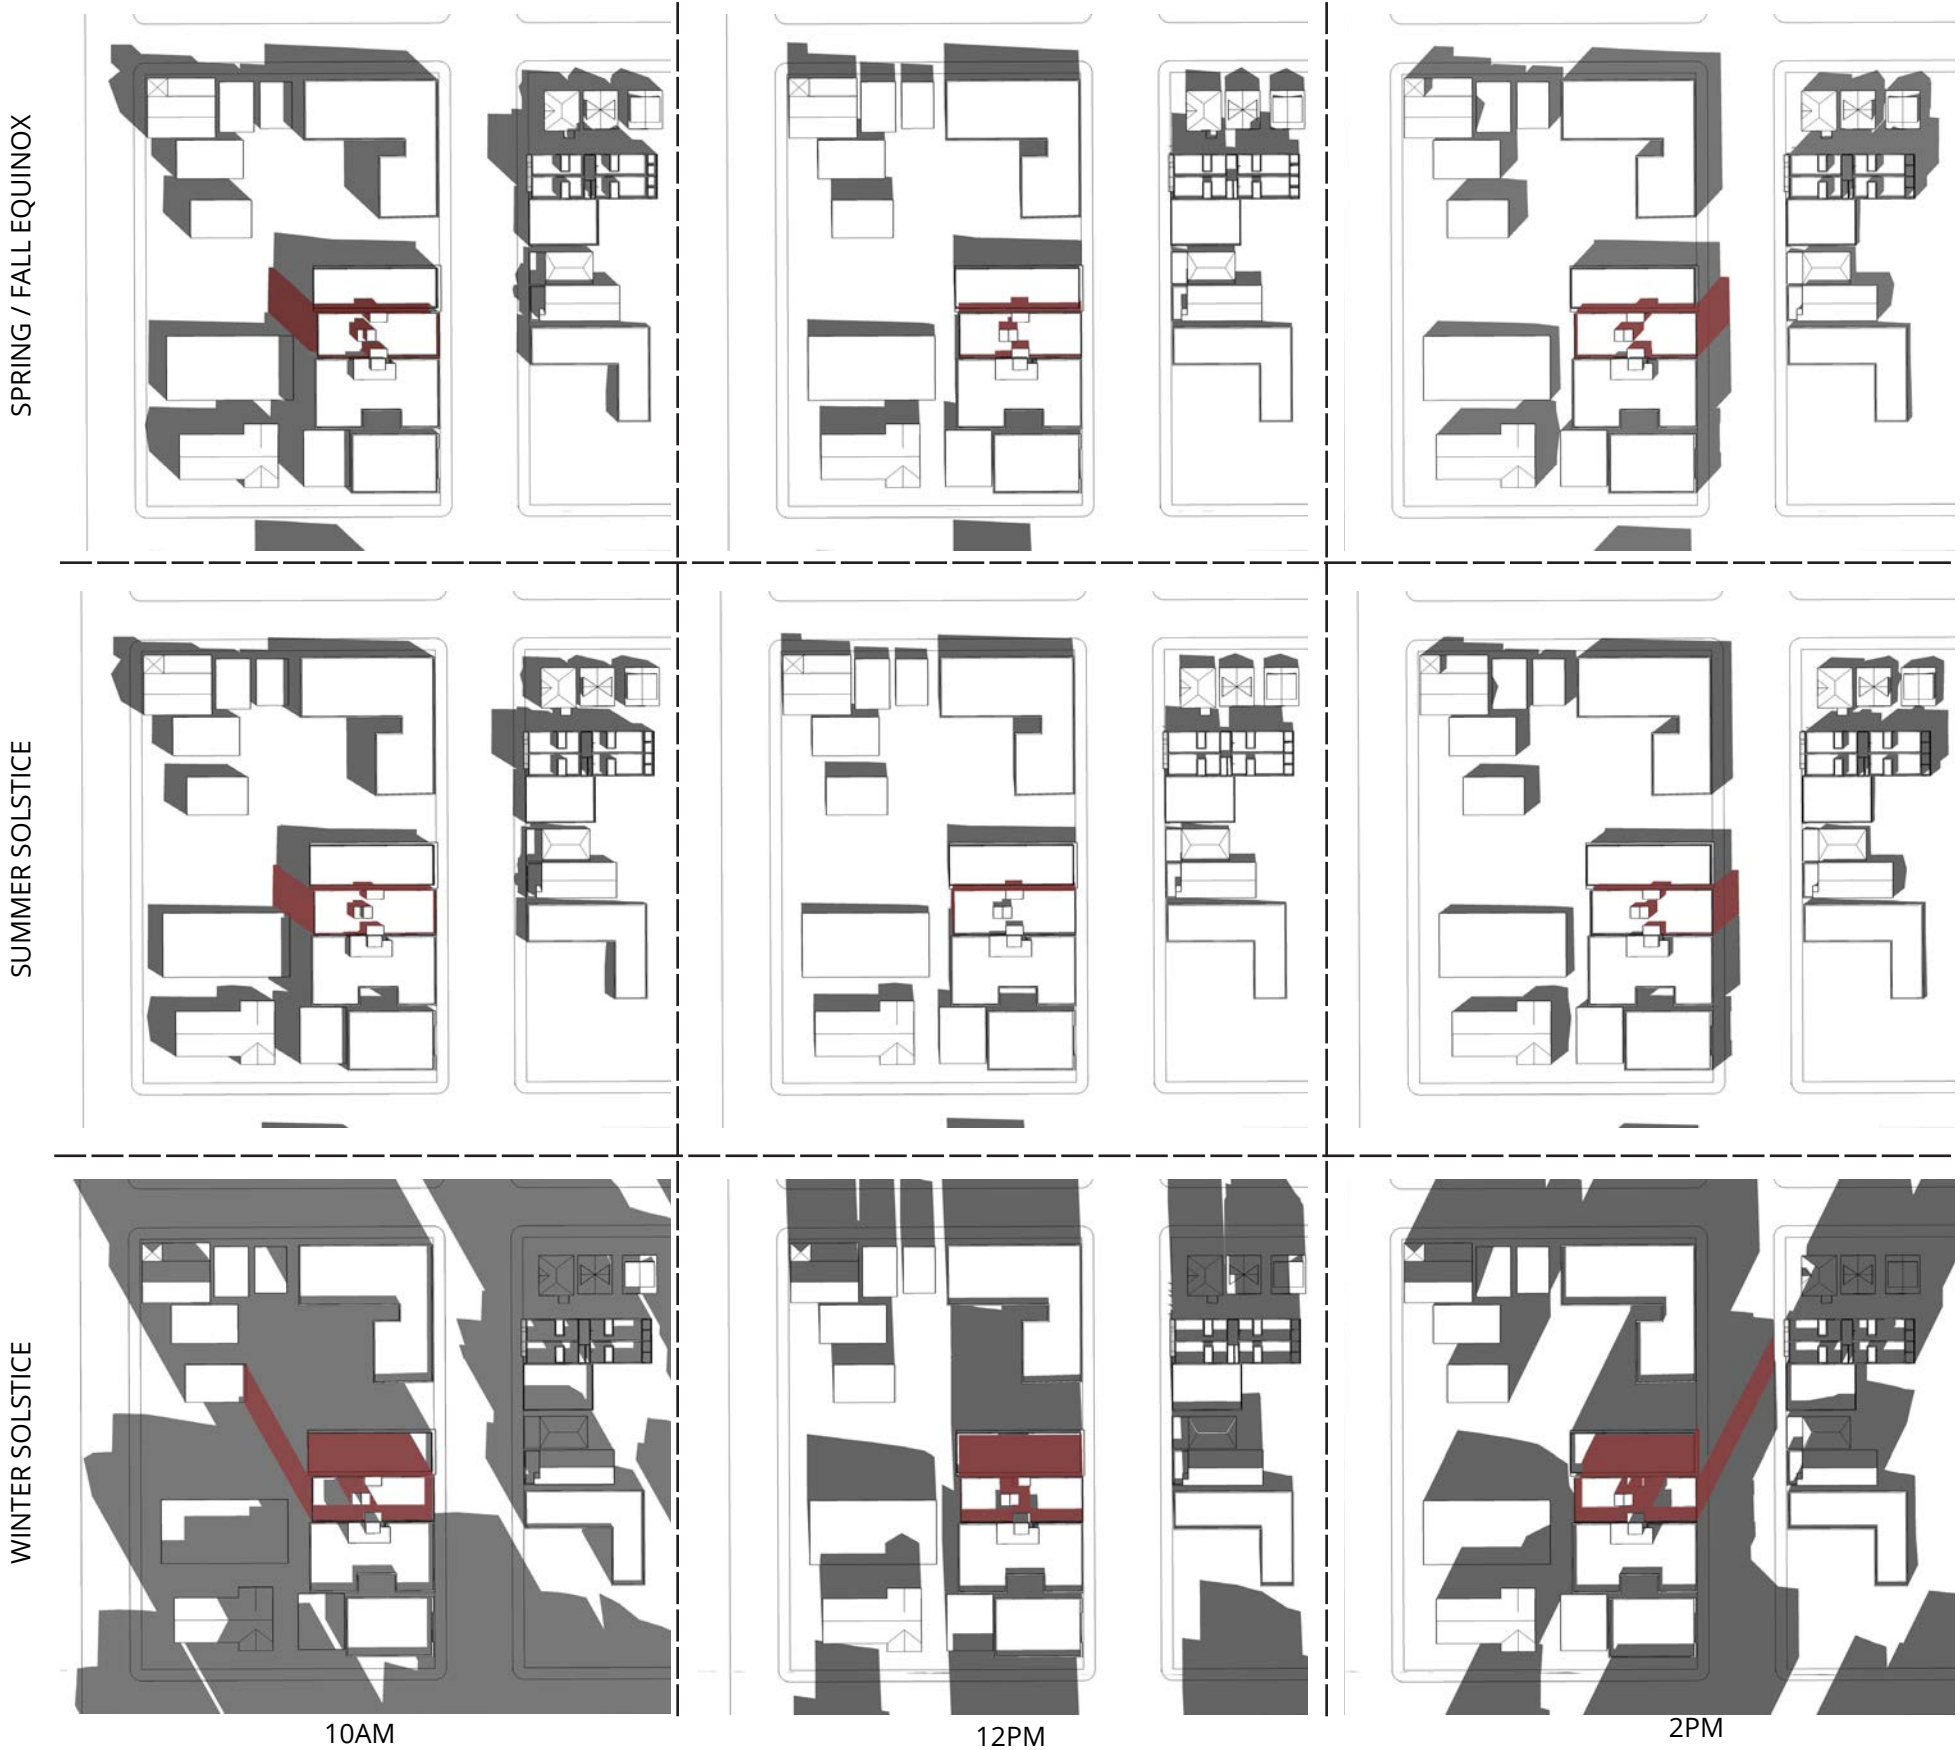 SPRING / FALL EQUINOX
SUMMER SOLSTICE
WINTER SOLSTICE
10AM
12PM
2PM